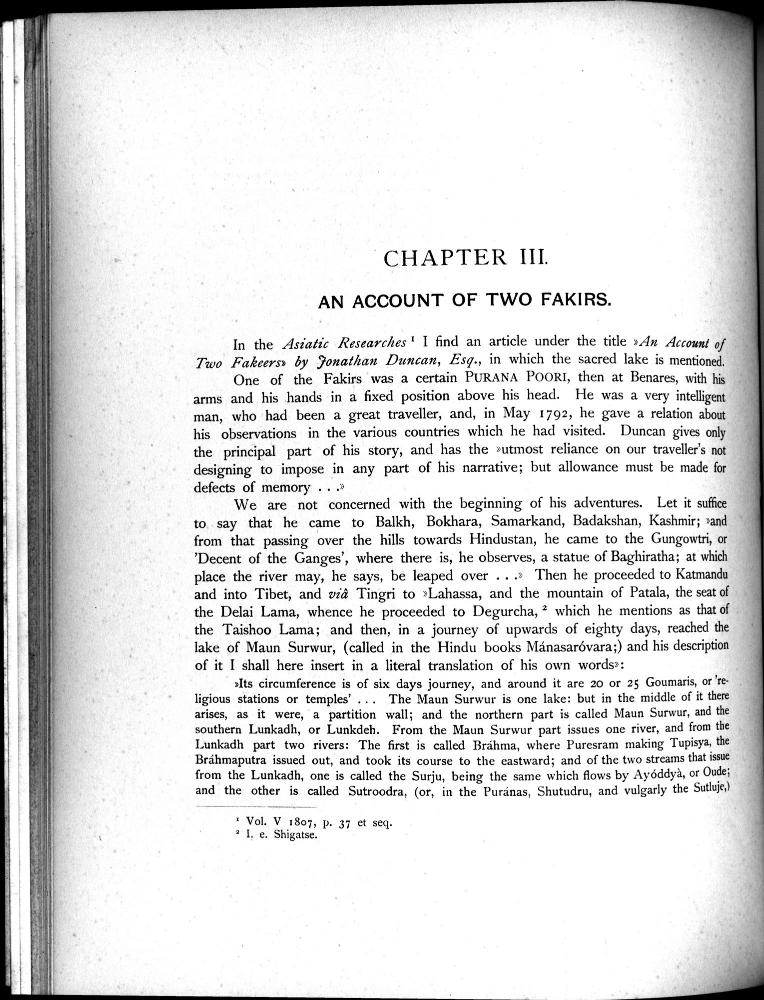 CHAPTER III.
AN ACCOUNT OF TWO FAKIRS.
In the Asiatic Researches ¹ I find an article under the title »An Account of
Two Fakeers» by Jonathan Duncan, Esq., in which the sacred lake is mentioned.
One of the Fakirs was a certain PURANA POORI, then at Benares, with his
arms and his hands in a fixed position above his head. He was a very intelligent
man, who had been a great traveller, and, in May 1792, he gave a relation about
his observations in the various countries which he had visited. Duncan gives only
the principal part of his story, and has the »utmost reliance on our traveller's not
designing to impose in any part of his narrative; but allowance must be made for
defects of memory . . .»
We are not concerned with the beginning of his adventures. Let it suffice
to say that he came to Balkh, Bokhara, Samarkand, Badakshan, Kashmir; »and
from that passing over the hills towards Hindustan, he came to the Gungowtri, or
'Decent of the Ganges', where there is, he observes, a statue of Baghiratha; at which
place the river may, he says, be leaped over . . .» Then he proceeded to Katmandu
and into Tibet, and viâ Tingri to »Lahassa, and the mountain of Patala, the seat of
the Delai Lama, whence he proceeded to Degurcha, ² which he mentions as that of
the Taishoo Lama; and then, in a journey of upwards of eighty days, reached the
lake of Maun Surwur, (called in the Hindu books Mánasaróvara;) and his description
of it I shall here insert in a literal translation of his own words»:
»Its circumference is of six days journey, and around it are 20 or 25 Goumaris, or 're-
ligious stations or temples' . . . The Maun Surwur is one lake: but in the middle of it there
arises, as it were, a partition wall; and the northern part is called Maun Surwur, and the
southern Lunkadh, or Lunkdeh. From the Maun Surwur part issues one river, and from the
Lunkadh part two rivers: The first is called Bráhma, where Puresram making Tupisya, the
Bráhmaputra issued out, and took its course to the eastward; and of the two streams that issue
from the Lunkadh, one is called the Surju, being the same which flows by Ayóddyà, or Oude;
and the other is called Sutroodra, (or, in the Puránas, Shutudru, and vulgarly the Sutluje,)
¹ Vol. V 1807, p. 37 et seq.
² I. e. Shigatse.